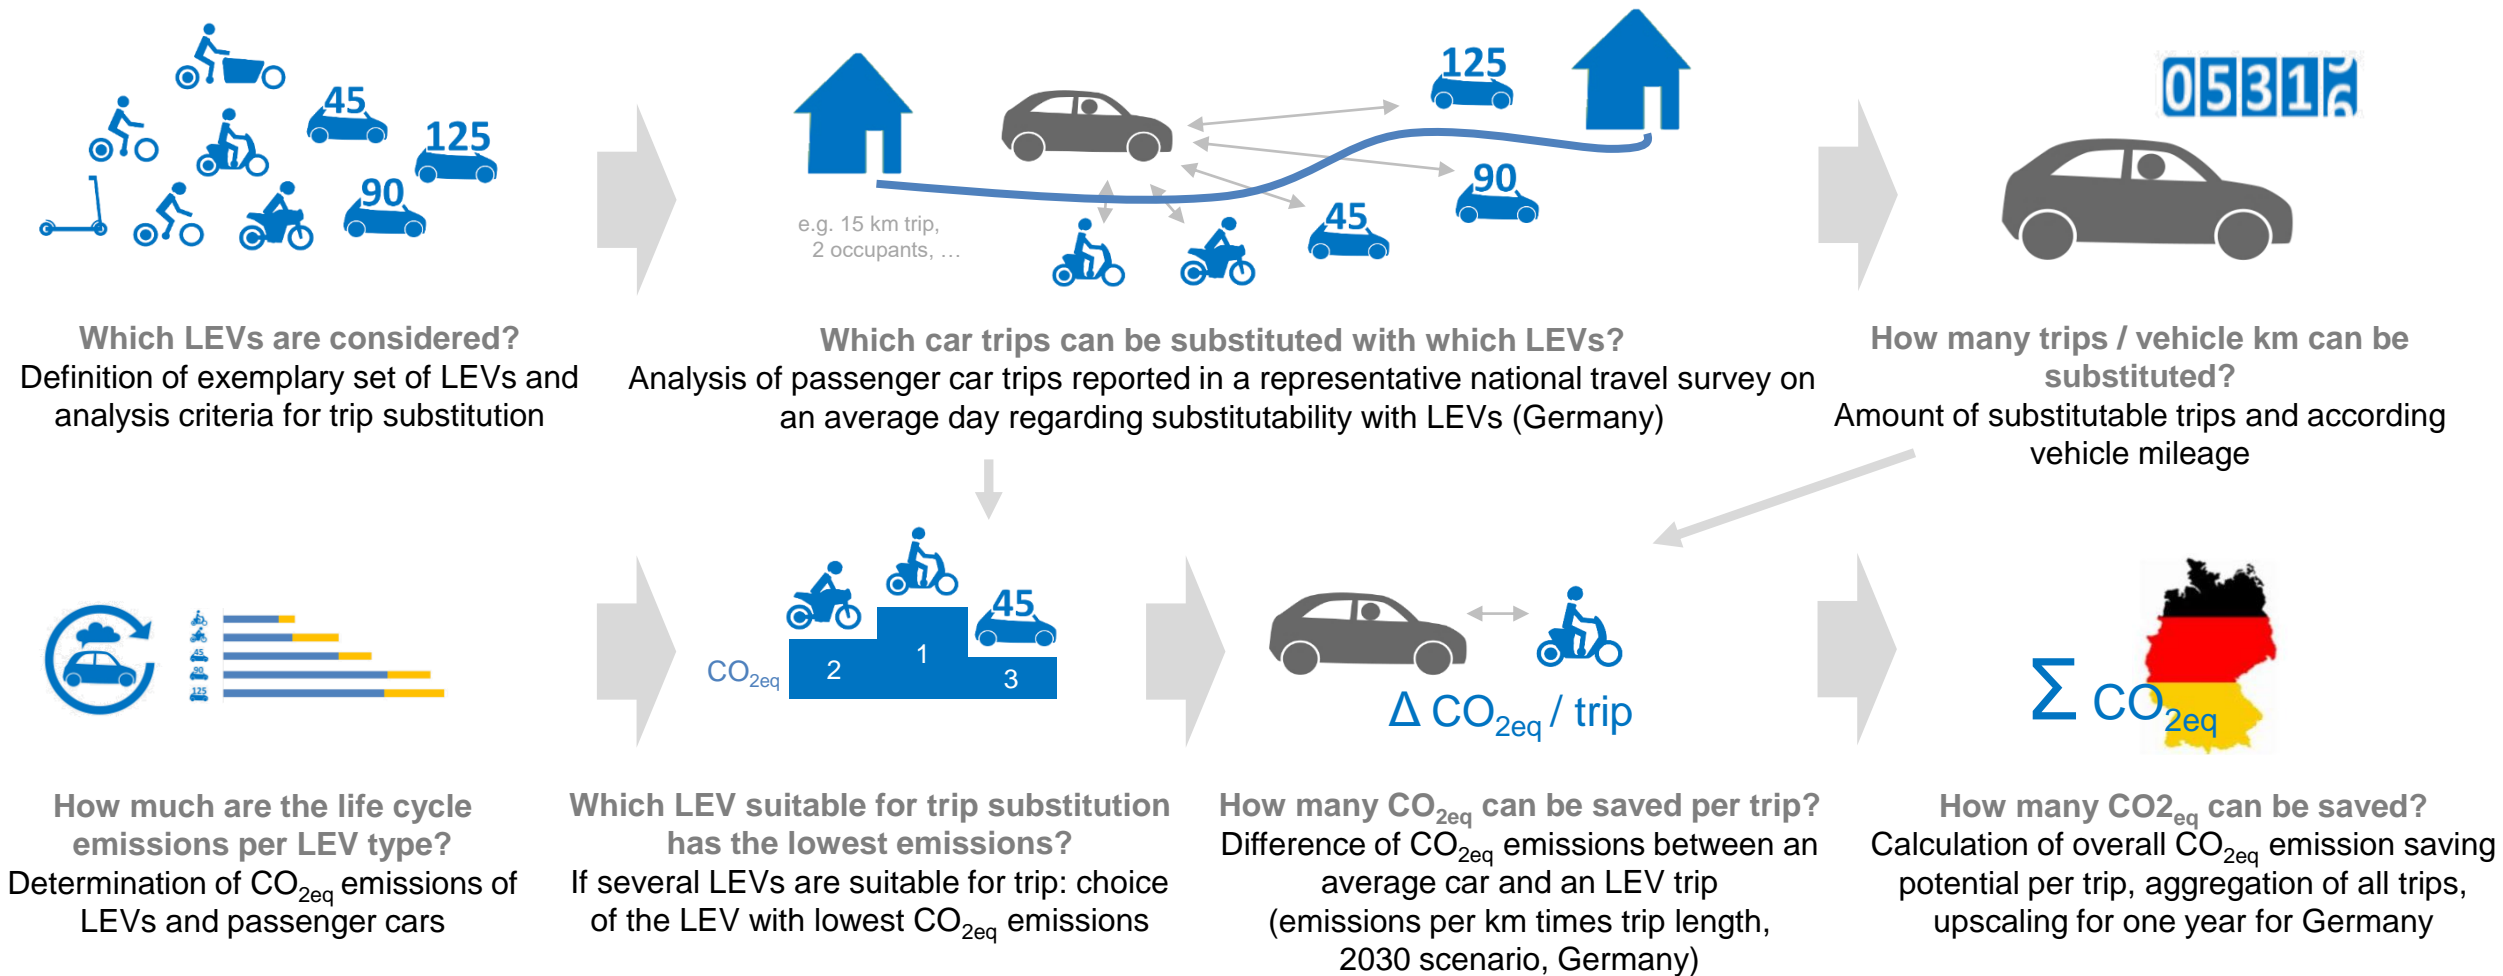 45
125
90
Which LEVs are considered?
Definition of exemplary set of LEVs and
analysis criteria for trip substitution
125
90
45
e.g. 15 km trip,
2 occupants, …
Which car trips can be substituted with which LEVs?
Analysis of passenger car trips reported in a representative national travel survey on
an average day regarding substitutability with LEVs (Germany)
05316
How many trips / vehicle km can be
substituted?
Amount of substitutable trips and according
vehicle mileage
45
90
125
How much are the life cycle
emissions per LEV type?
Determination of CO2eq emissions of
LEVs and passenger cars
45
CO2eq
2
1
3
Which LEV suitable for trip substitution
has the lowest emissions?
If several LEVs are suitable for trip: choice
of the LEV with lowest CO2eq emissions
Δ CO2eq / trip
How many CO2eq can be saved per trip?
Difference of CO2eq emissions between an
average car and an LEV trip
(emissions per km times trip length,
2030 scenario, Germany)
Σ CO2eq
How many CO2eq can be saved?
Calculation of overall CO2eq emission saving
potential per trip, aggregation of all trips,
upscaling for one year for Germany